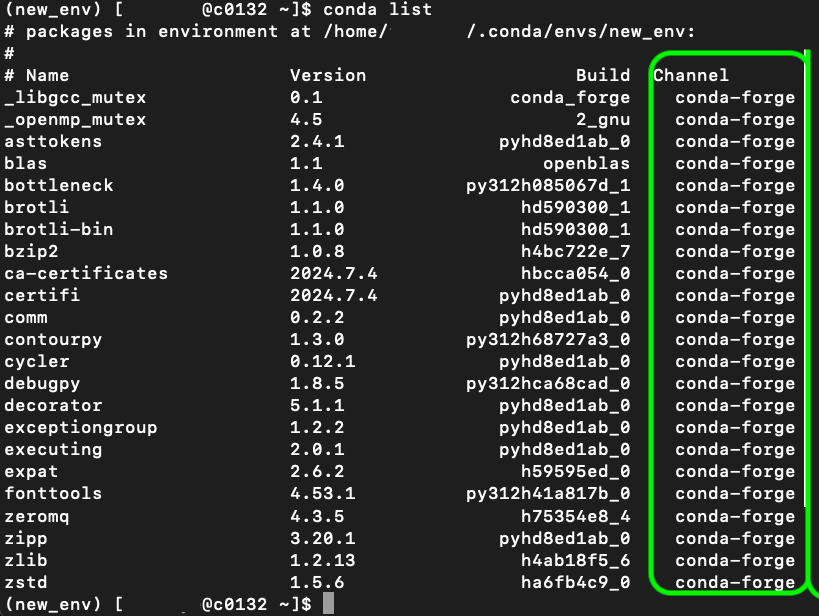 (new_env) [ @c0132 ~]$ conda list
# packages in environment at /home/ /.conda/envs/new_env:
#
# Name Version Build Channel
_libgcc_mutex 0.1 conda_forge conda-forge
_openmp_mutex 4.5 2_gnu conda-forge
asttokens 2.4.1 pyhd8ed1ab_0 conda-forge
blas 1.1 openblas conda-forge
bottleneck 1.4.0 py312h085067d_1 conda-forge
brotli 1.1.0 hd590300_1 conda-forge
brotli-bin 1.1.0 hd590300_1 conda-forge
bzip2 1.0.8 h4bc722e_7 conda-forge
ca-certificates 2024.7.4 hbcca054_0 conda-forge
certifi 2024.7.4 pyhd8ed1ab_0 conda-forge
comm 0.2.2 pyhd8ed1ab_0 conda-forge
contourpy 1.3.0 py312h68727a3_0 conda-forge
cycler 0.12.1 pyhd8ed1ab_0 conda-forge
debugpy 1.8.5 py312hca68cad_0 conda-forge
decorator 5.1.1 pyhd8ed1ab_0 conda-forge
exceptiongroup 1.2.2 pyhd8ed1ab_0 conda-forge
executing 2.0.1 pyhd8ed1ab_0 conda-forge
expat 2.6.2 h59595ed_0 conda-forge
fonttools 4.53.1 py312h41a817b_0 conda-forge
zeromq 4.3.5 h75354e8_4 conda-forge
zipp 3.20.1 pyhd8ed1ab_0 conda-forge
zlib 1.2.13 h4ab18f5_6 conda-forge
zstd 1.5.6 ha6fb4c9_0 conda-forge
(new_env) [ @c0132 ~]$